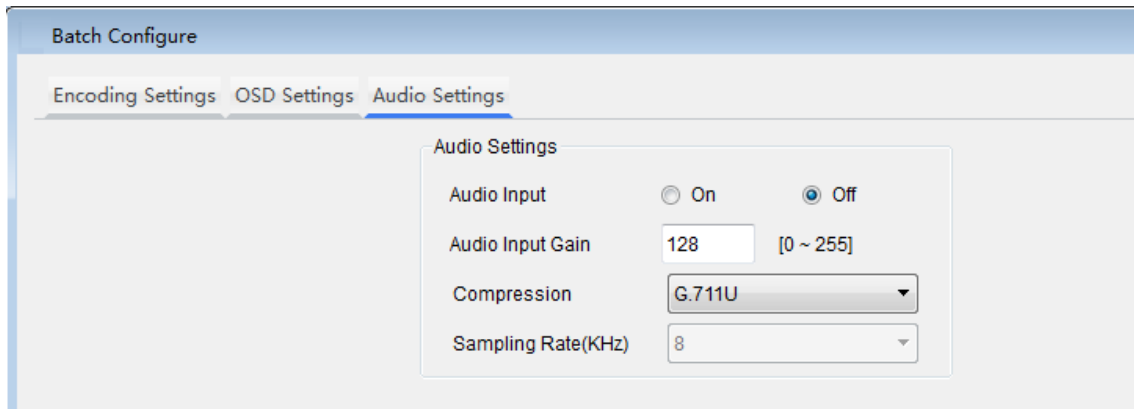 Batch Configure
Encoding Settings OSD Settings Audio Settings
Audio Settings
Audio Input On Off
Audio Input Gain 128 [0 ~ 255]
Compression G.711U
Sampling Rate(KHz) 8